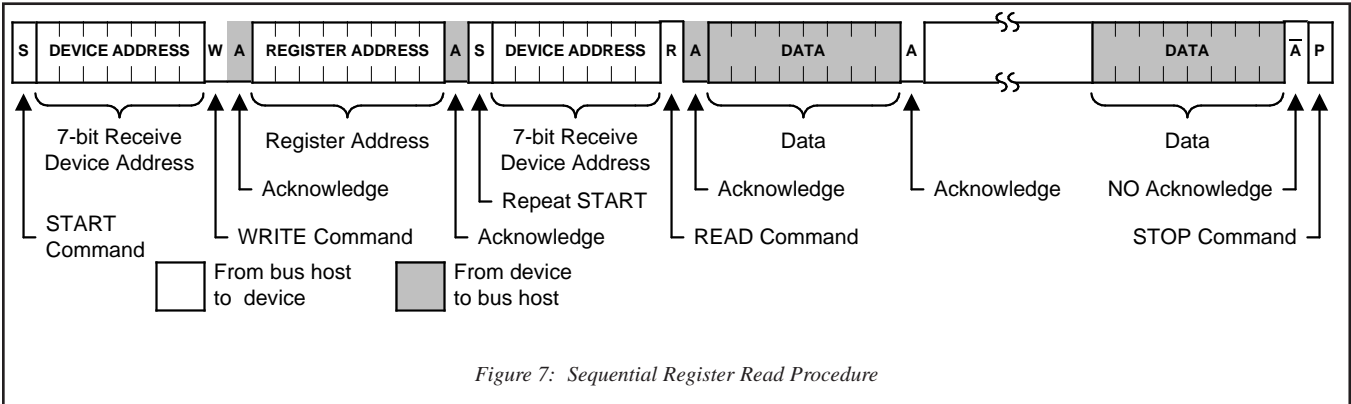 S DEVICE ADDRESS W A REGISTER ADDRESS A S DEVICE ADDRESS R A DATA A DATA A̅ P
7-bit Receive
Device Address
Register Address
7-bit Receive
Device Address
Data
Data
Acknowledge
Repeat START
Acknowledge
Acknowledge
NO Acknowledge
START
Command
WRITE Command
Acknowledge
READ Command
STOP Command
From bus host
to device
From device
to bus host
Figure 7: Sequential Register Read Procedure